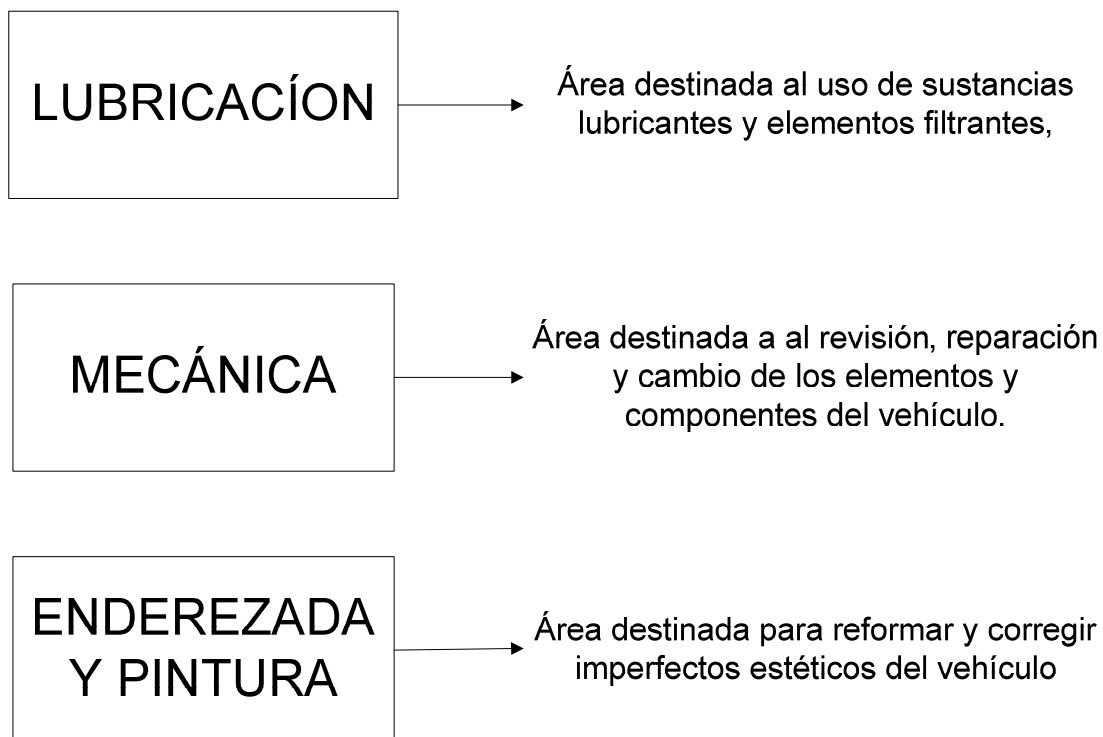 LUBRICACÍON
Área destinada al uso de sustancias
lubricantes y elementos filtrantes,
MECÁNICA
Área destinada a al revisión, reparación
y cambio de los elementos y
componentes del vehículo.
ENDEREZADA
Y PINTURA
Área destinada para reformar y corregir
imperfectos estéticos del vehículo